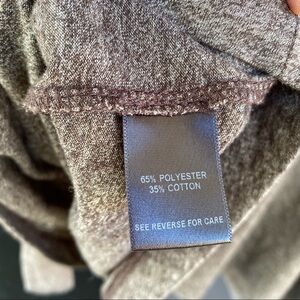 65% POLYESTER
35% COTTON
SEE REVERSE FOR CARE